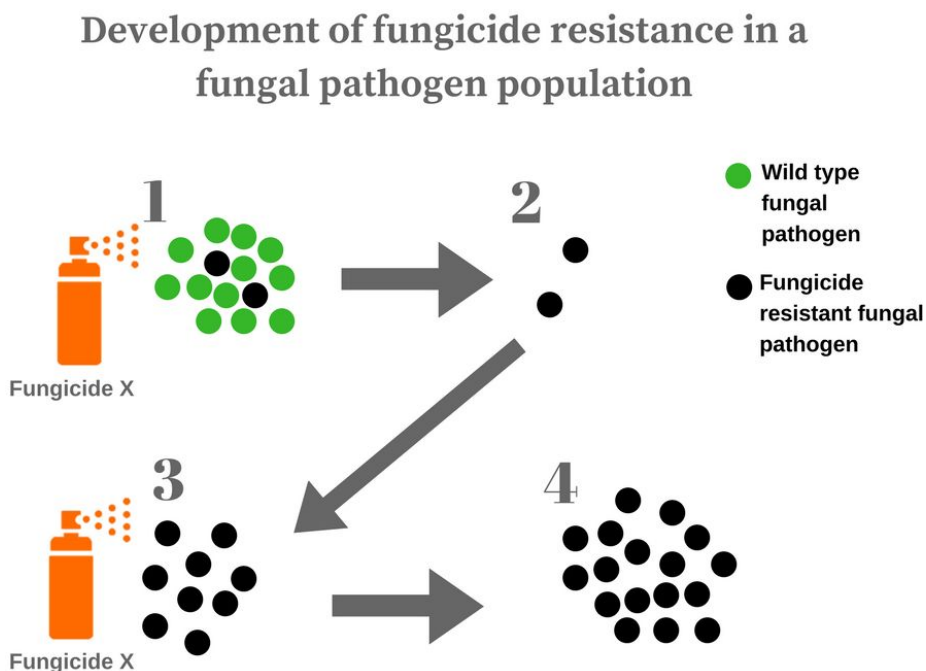 Development of fungicide resistance in a
fungal pathogen population
1
2
Wild type
fungal
pathogen
Fungicide
resistant fungal
pathogen
Fungicide X
3
4
Fungicide X